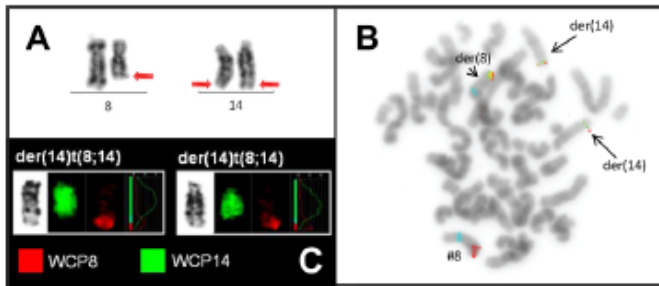 A
8
14
der(14)t(8;14)
der(14)t(8;14)
WCP8
WCP14
C
B
der(14)
der(8)
der(14)
#8